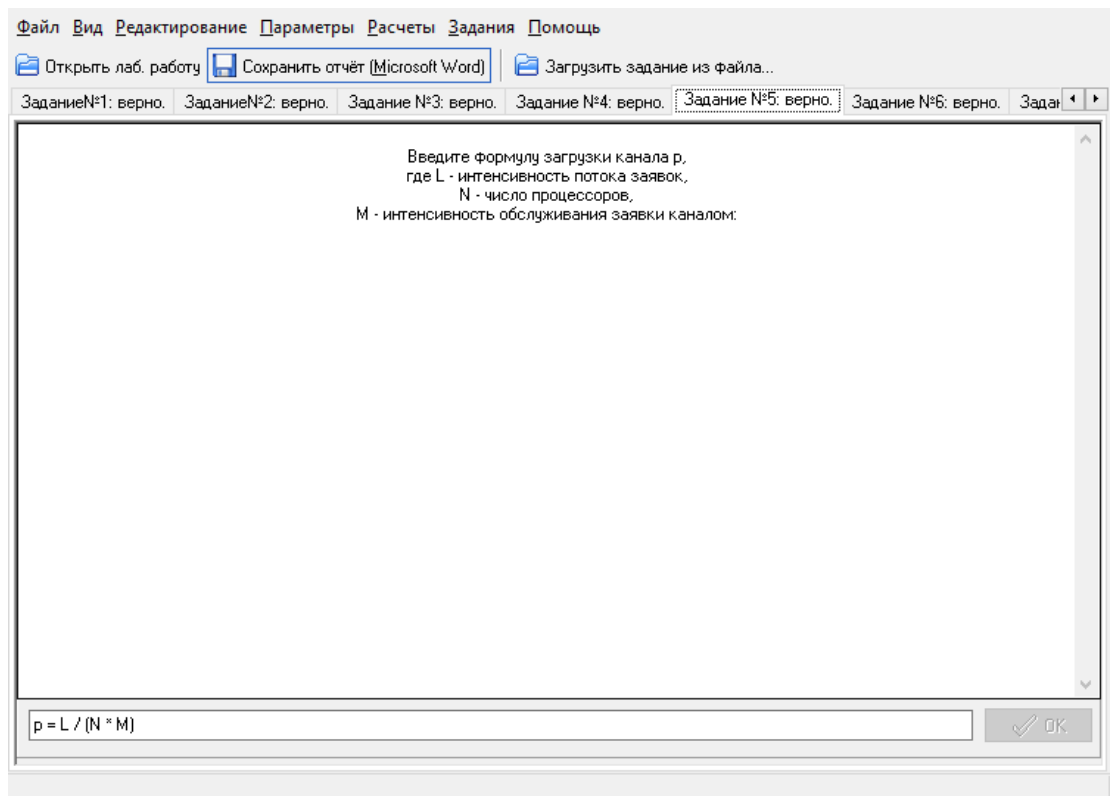 Файл Вид Редактирование Параметры Расчеты Задания Помощь
Открыть лаб. работу Сохранить отчёт (Microsoft Word) Загрузить задание из файла...
Задание№1: верно. Задание№2: верно. Задание №3: верно. Задание №4: верно. Задание №5: верно. Задание №6: верно.
Введите формулу загрузки канала p,
где L - интенсивность потока заявок,
N - число процессоров,
M - интенсивность обслуживания заявки каналом:
p = L / (N * M)
OK